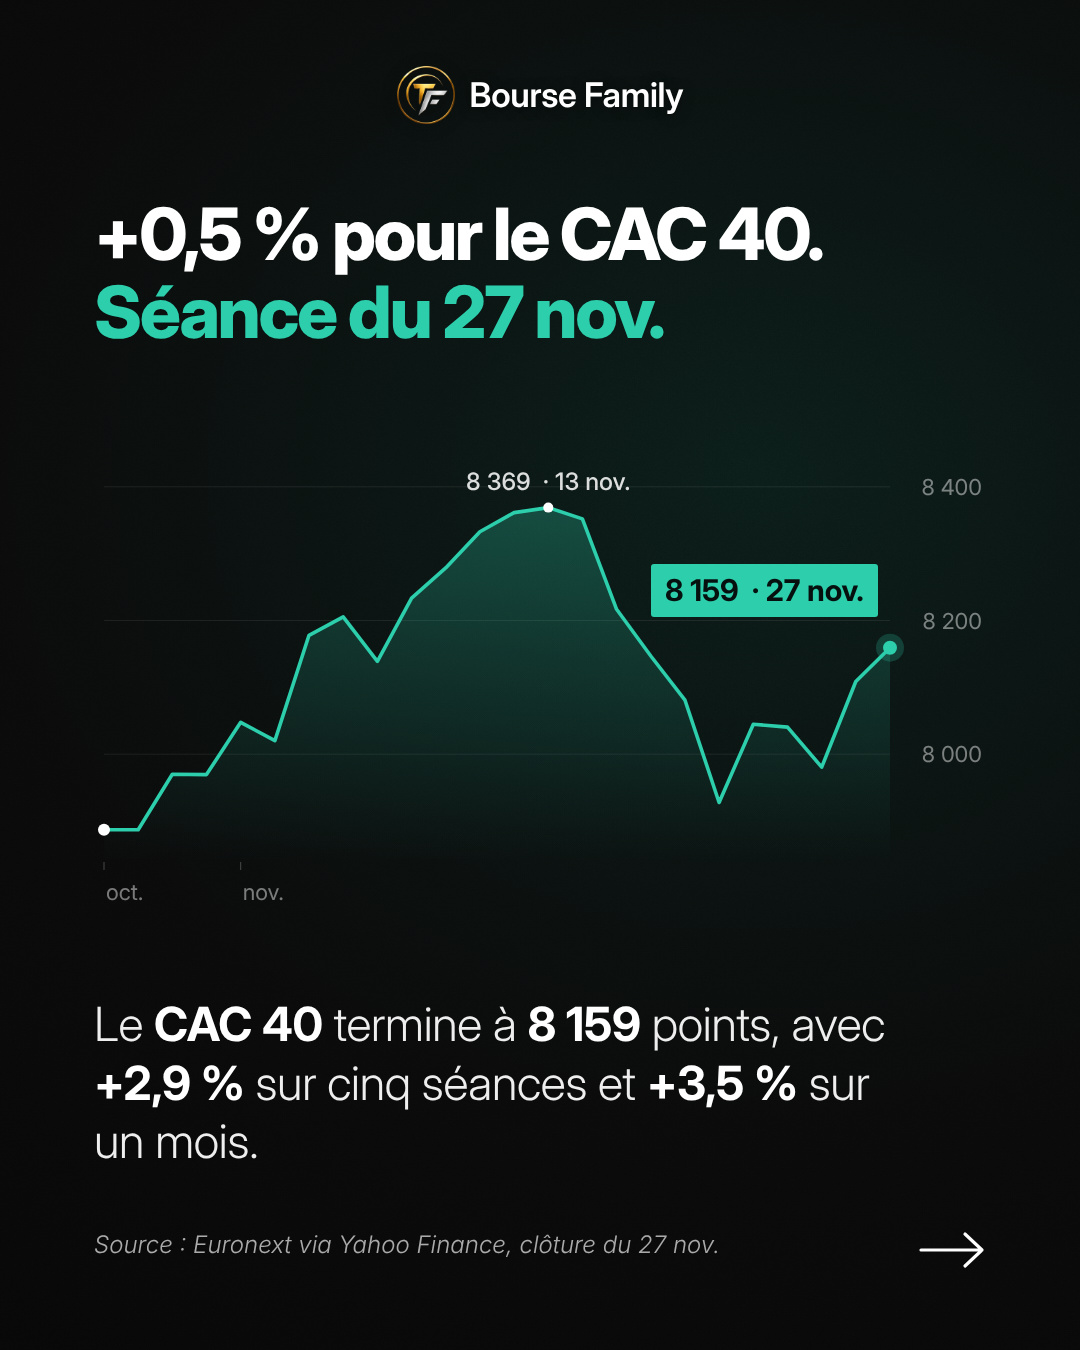 TF Bourse Family
+0,5 % pour le CAC 40.
Séance du 27 nov.
8 369 · 13 nov.
8 400
8 159 · 27 nov.
8 200
8 000
oct.
nov.
Le CAC 40 termine à 8 159 points, avec
+2,9 % sur cinq séances et +3,5 % sur
un mois.
Source : Euronext via Yahoo Finance, clôture du 27 nov.